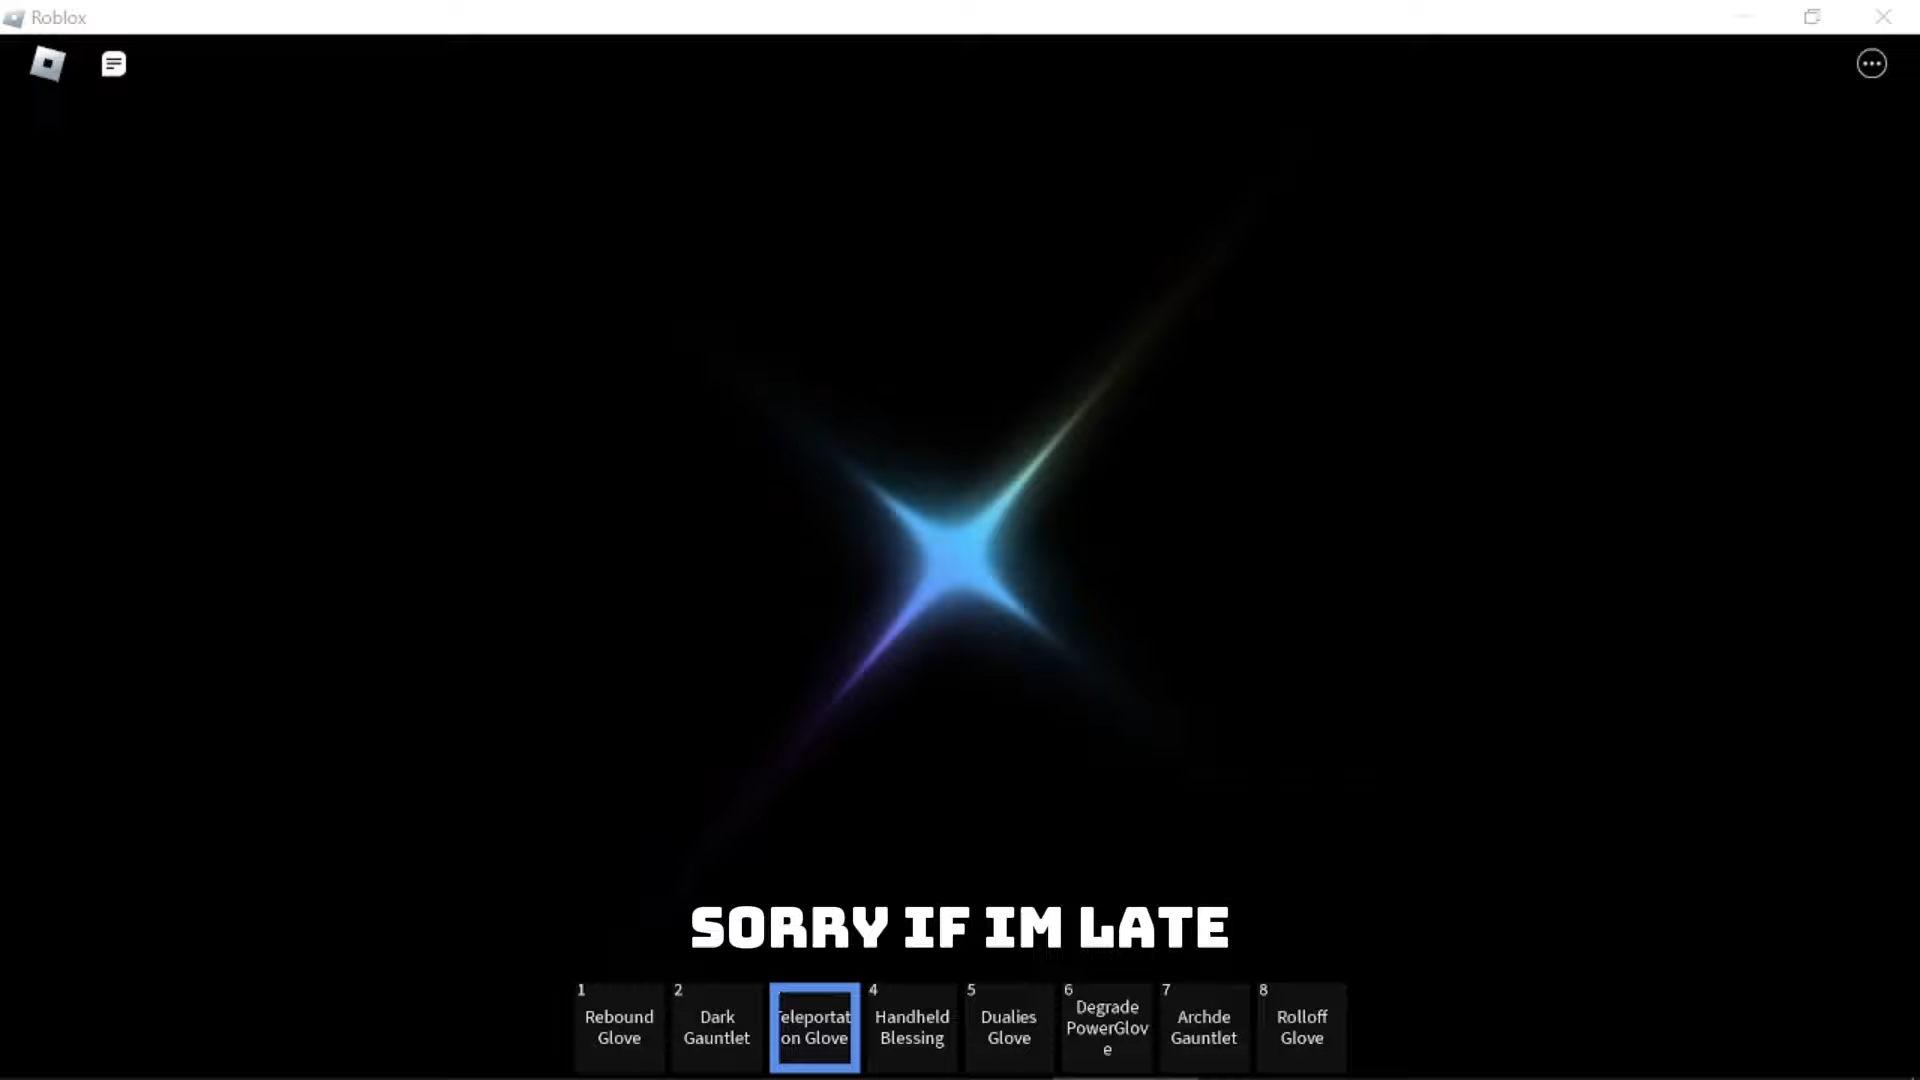 Roblox
SORRY IF IM LATE
1
Rebound
Glove
2
Dark
Gauntlet
eleportat
on Glove
4
Handheld
Blessing
5
Dualies
Glove
6
Degrade
PowerGlov
e
7
Archde
Gauntlet
8
Rolloff
Glove